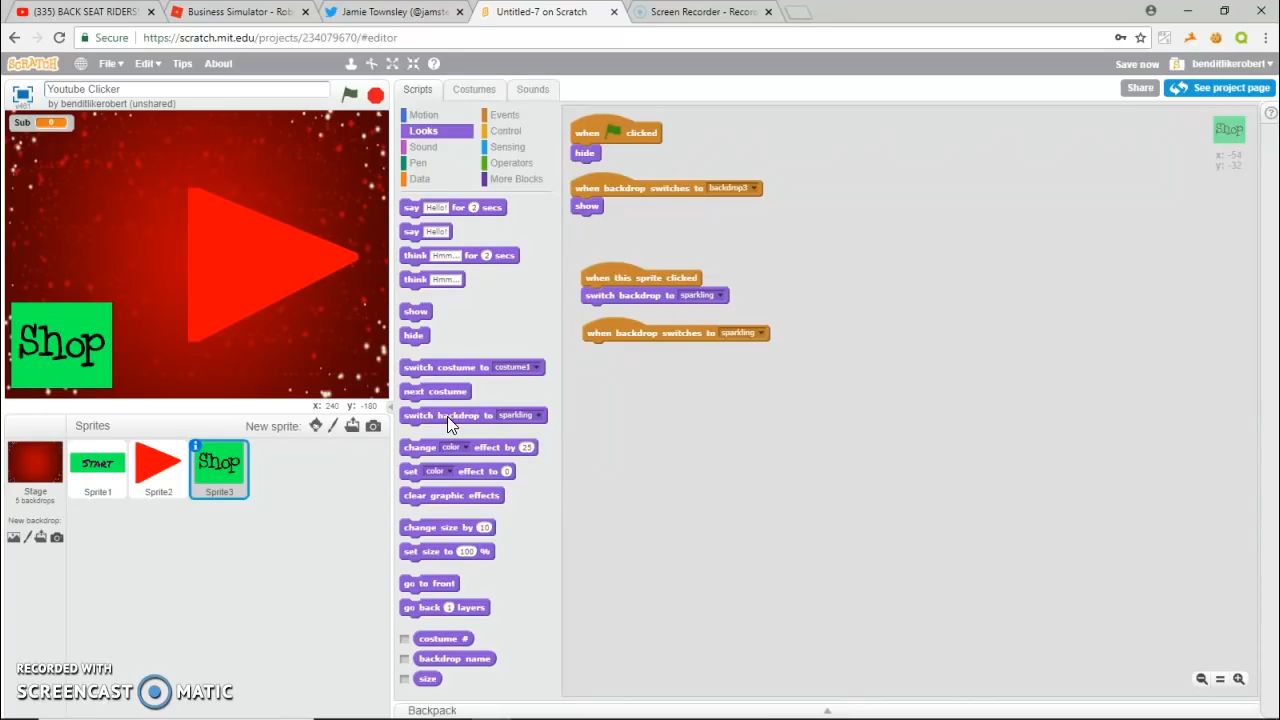 (335) BACK SEAT RIDERS! × Business Simulator - Rob × Jamie Townsley (@jamste × Untitled-7 on Scratch × Screen Recorder - Record ×
Secure https://scratch.mit.edu/projects/234079670/#editor
SCRATCH File Edit Tips About Save now benditlikerobert
Youtube Clicker
by benditlikerobert (unshared)
Scripts Costumes Sounds
Share See project page
Sub 0
Motion Events
Looks Control
Sound Sensing
Pen Operators
Data More Blocks
say Hello! for 2 secs
say Hello!
think Hmm... for 2 secs
think Hmm...
show
hide
switch costume to costume1
next costume
switch backdrop to sparkling
change color effect by 25
set color effect to 0
clear graphic effects
change size by 10
set size to 100 %
go to front
go back 1 layers
costume #
backdrop name
size
when clicked
hide
when backdrop switches to backdrop3
show
when this sprite clicked
switch backdrop to sparkling
when backdrop switches to sparkling
Shop
x: -54
y: -32
Shop
x: 240 y: -180
Sprites New sprite:
START
Shop
Stage
5 backdrops
Sprite1 Sprite2 Sprite3
New backdrop:
RECORDED WITH
SCREENCAST MATIC
Backpack